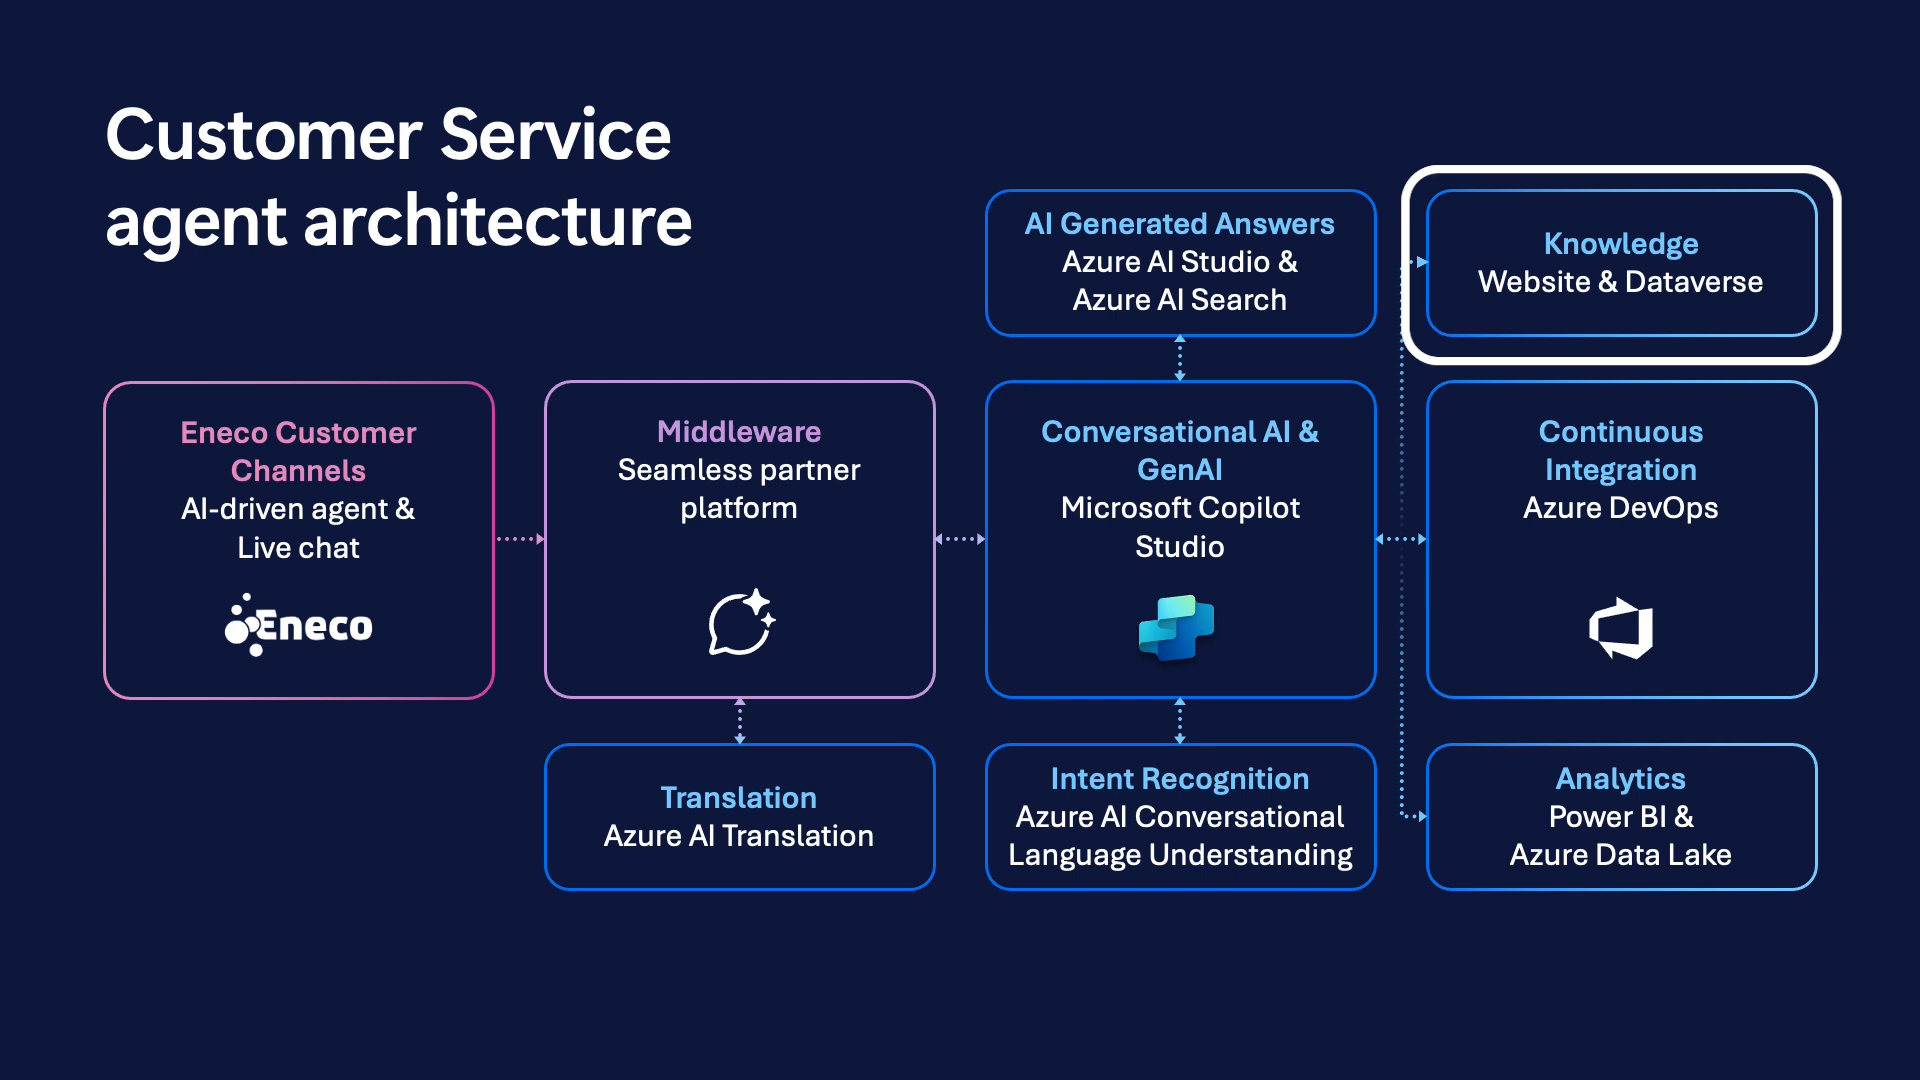 Customer Service
agent architecture
AI Generated Answers
Azure AI Studio &
Azure AI Search
Knowledge
Website & Dataverse
Eneco Customer
Channels
AI-driven agent &
Live chat
Eneco
Middleware
Seamless partner
platform
Conversational AI &
GenAI
Microsoft Copilot
Studio
Continuous
Integration
Azure DevOps
Translation
Azure AI Translation
Intent Recognition
Azure AI Conversational
Language Understanding
Analytics
Power BI &
Azure Data Lake